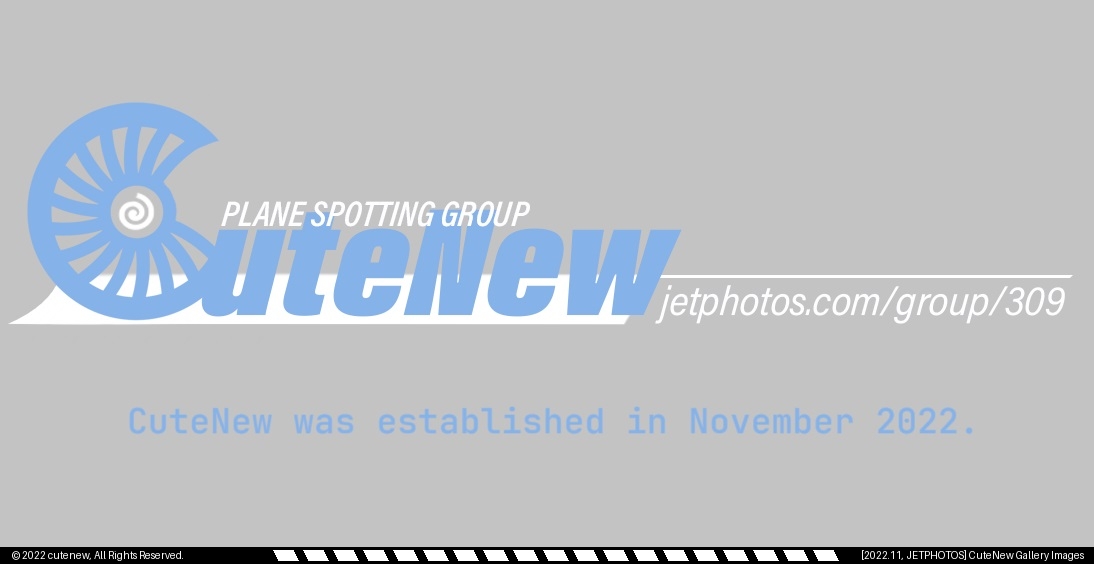 PLANE SPOTTING GROUP
CuteNew
jetphotos.com/group/309
CuteNew was established in November 2022.
© 2022 cutenew, All Rights Reserved.
[2022.11, JETPHOTOS] CuteNew Gallery Images